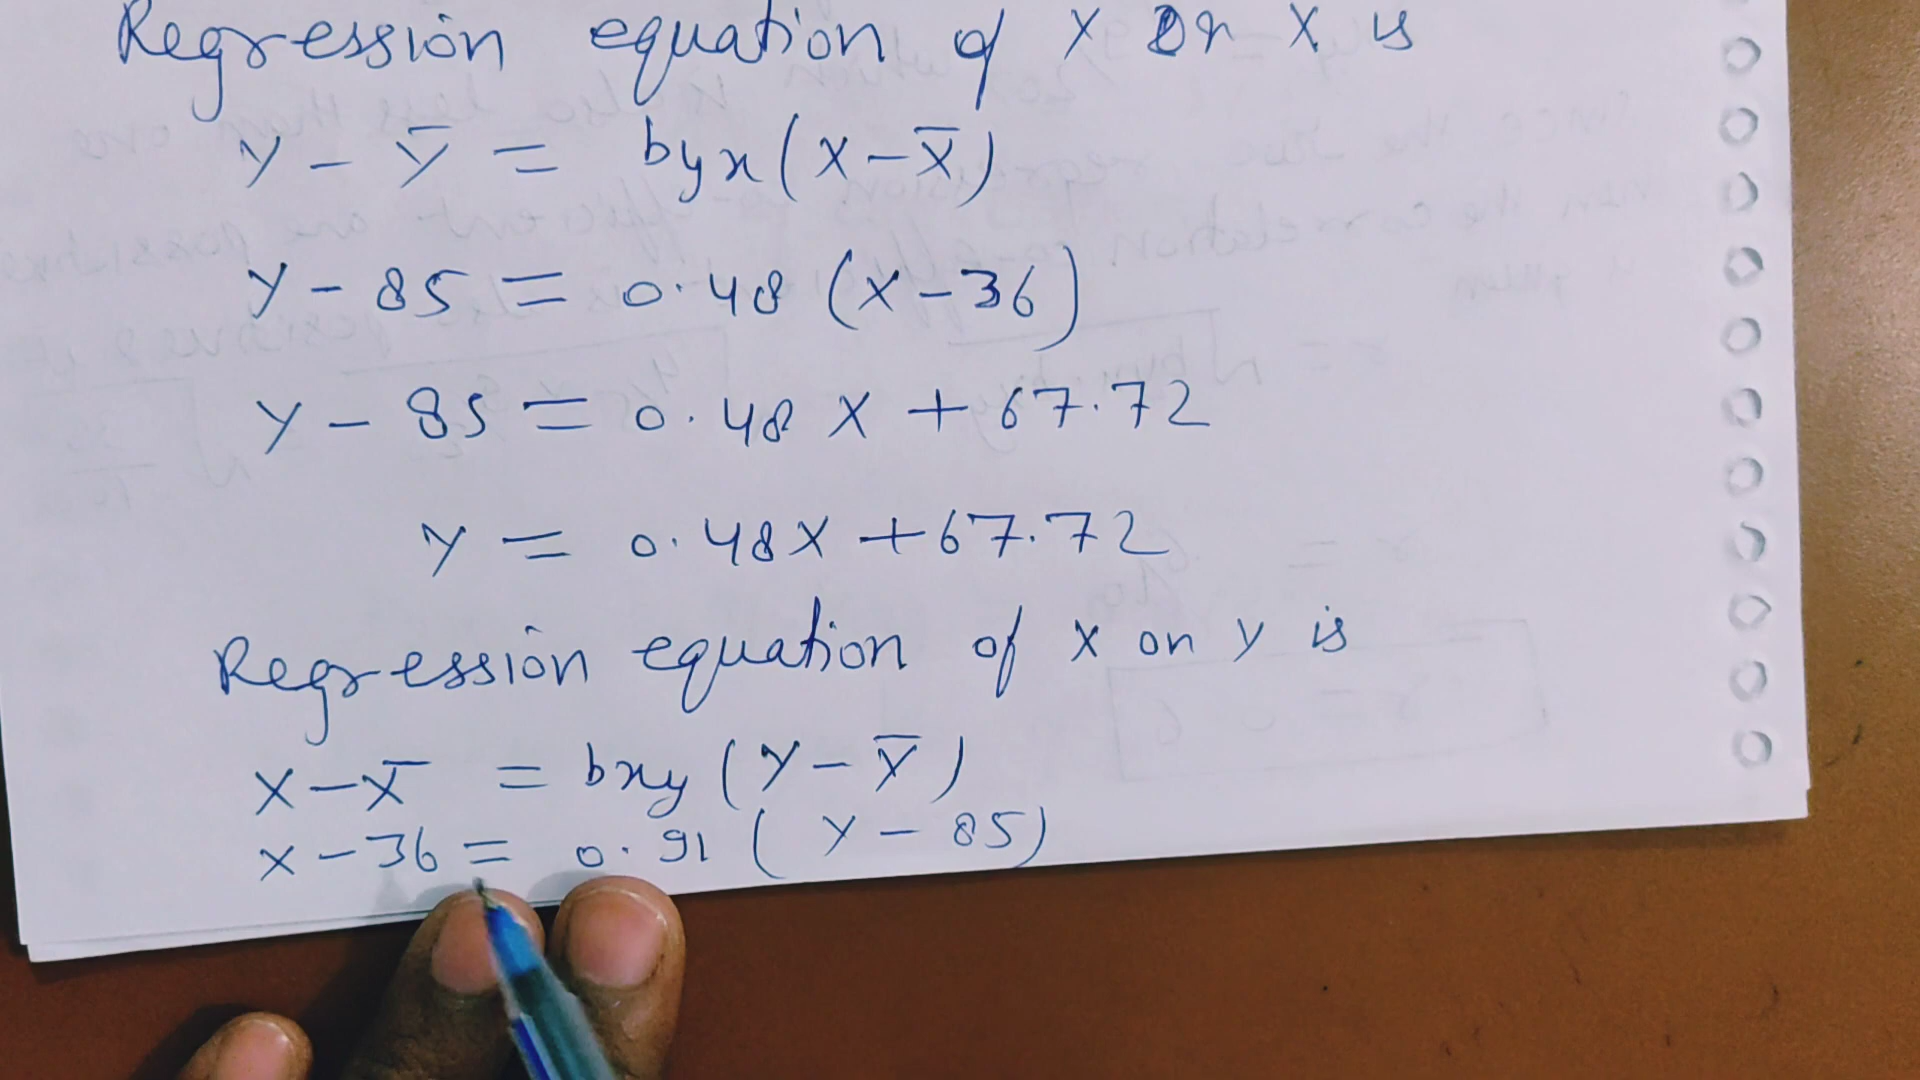 Regression equation of X on X is
Y - Y̅ = byx (X - X̅)
Y - 85 = 0.48 (X - 36)
Y - 85 = 0.48 X + 67.72
Y = 0.48X + 67.72
Regression equation of X on Y is
X - X̅ = bxy (Y - Y̅)
X - 36 = 0.91 (Y - 85)